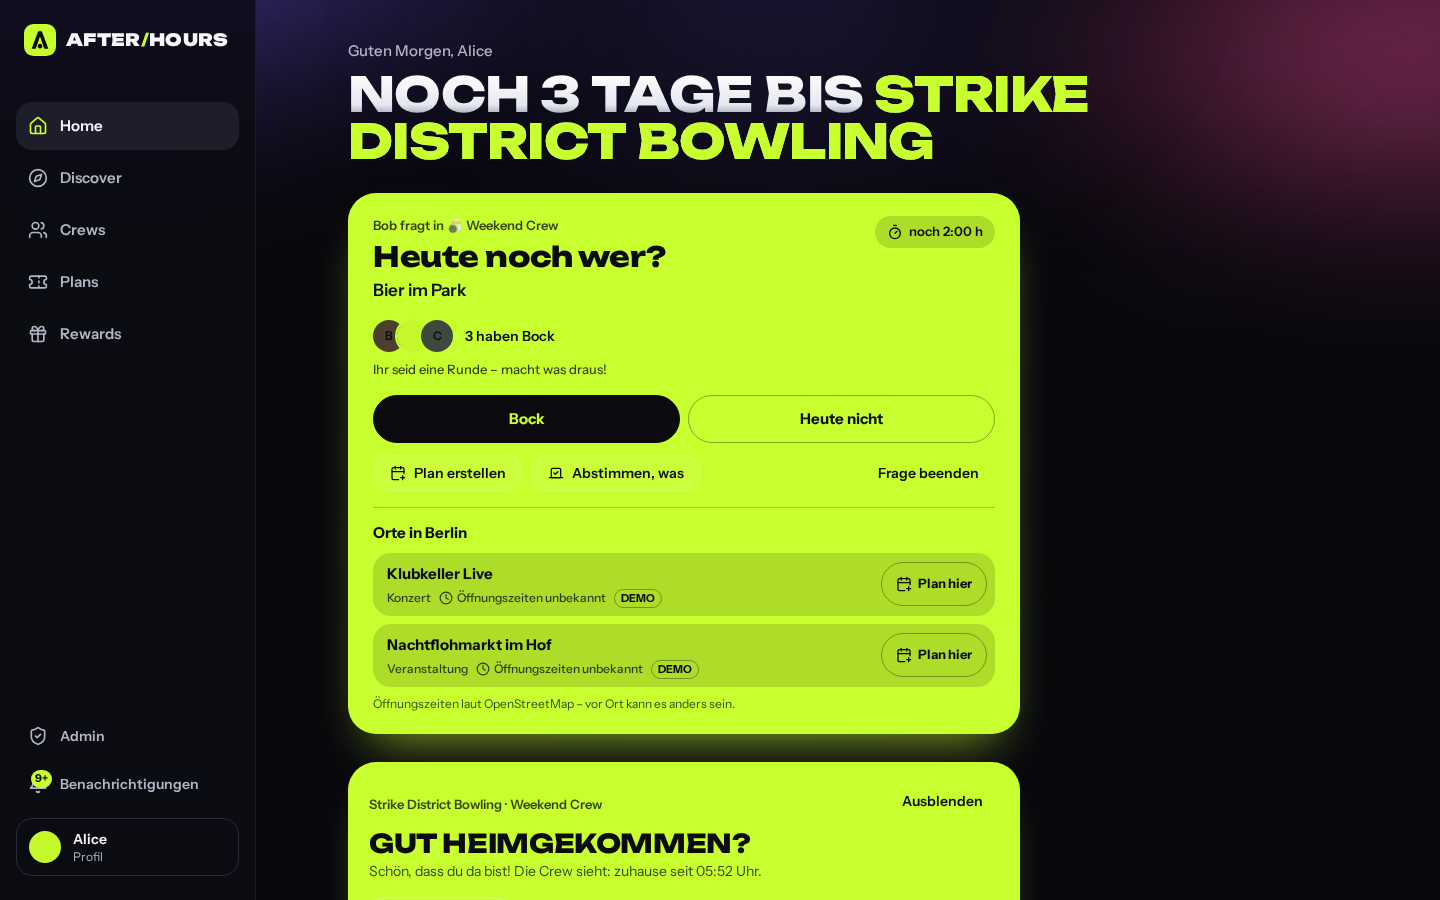 AFTER/HOURS
Home
Discover
Crews
Plans
Rewards
Admin
9+
Benachrichtigungen
Alice
Profil
Guten Morgen, Alice
NOCH 3 TAGE BIS STRIKE
DISTRICT BOWLING
Bob fragt in Weekend Crew
noch 2:00 h
Heute noch wer?
Bier im Park
B C 3 haben Bock
Ihr seid eine Runde – macht was draus!
Bock Heute nicht
Plan erstellen Abstimmen, was Frage beenden
Orte in Berlin
Klubkeller Live
Konzert Öffnungszeiten unbekannt DEMO
Plan hier
Nachtflohmarkt im Hof
Veranstaltung Öffnungszeiten unbekannt DEMO
Plan hier
Öffnungszeiten laut OpenStreetMap – vor Ort kann es anders sein.
Strike District Bowling · Weekend Crew
Ausblenden
GUT HEIMGEKOMMEN?
Schön, dass du da bist! Die Crew sieht: zuhause seit 05:52 Uhr.